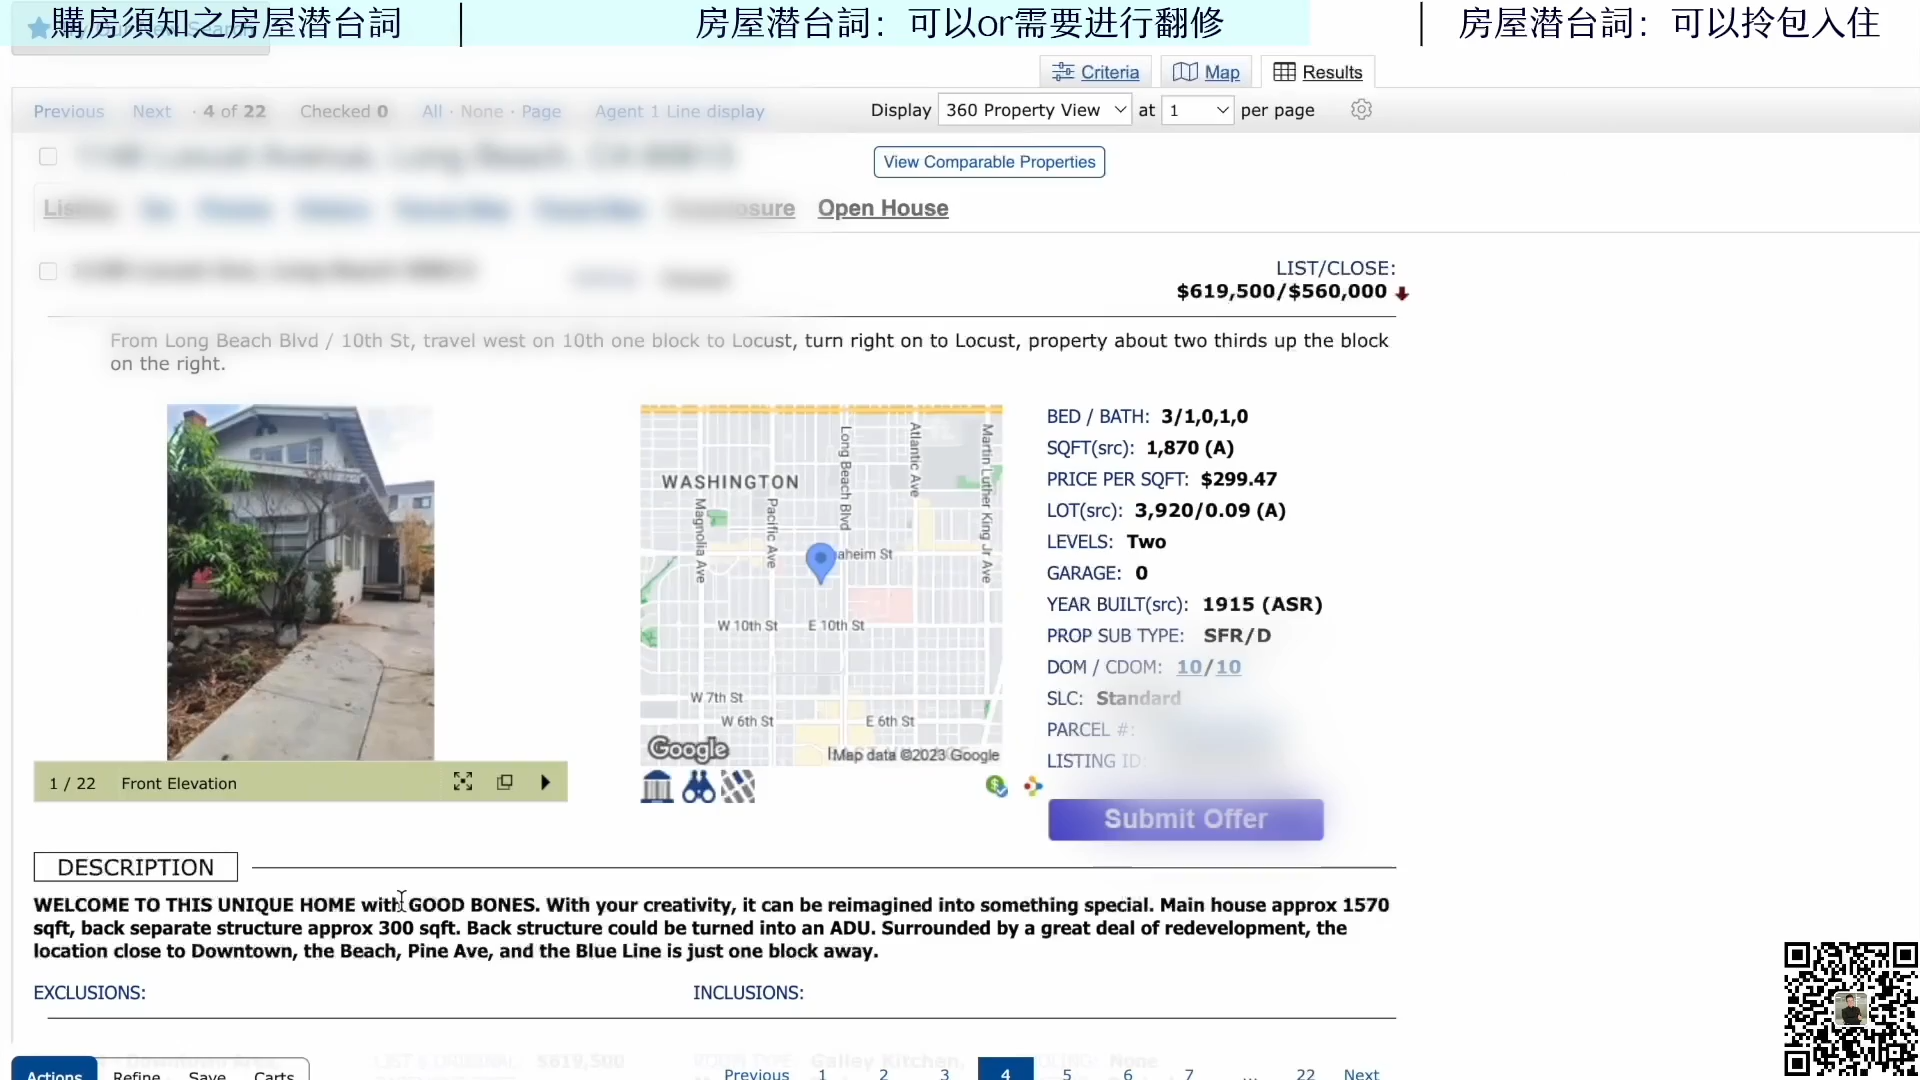 購房須知之房屋潜台詞
房屋潜台詞：可以or需要进行翻修
房屋潜台詞：可以拎包入住
Criteria
Map
Results
Previous Next · 4 of 22 Checked 0 All · None · Page Agent 1 Line display
Display 360 Property View at 1 per page
View Comparable Properties
Open House
LIST/CLOSE:
$619,500/$560,000
From Long Beach Blvd / 10th St, travel west on 10th one block to Locust, turn right on to Locust, property about two thirds up the block
on the right.
WASHINGTON
Magnolia Ave
Pacific Ave
Long Beach Blvd
Atlantic Ave
Martin Luther King Jr Ave
aheim St
W 10th St
E 10th St
W 7th St
W 6th St
E 6th St
Google
Map data ©2023 Google
BED / BATH: 3/1,0,1,0
SQFT(src): 1,870 (A)
PRICE PER SQFT: $299.47
LOT(src): 3,920/0.09 (A)
LEVELS: Two
GARAGE: 0
YEAR BUILT(src): 1915 (ASR)
PROP SUB TYPE: SFR/D
DOM / CDOM: 10/10
SLC: Standard
PARCEL #:
LISTING ID:
1 / 22 Front Elevation
Submit Offer
DESCRIPTION
WELCOME TO THIS UNIQUE HOME with GOOD BONES. With your creativity, it can be reimagined into something special. Main house approx 1570
sqft, back separate structure approx 300 sqft. Back structure could be turned into an ADU. Surrounded by a great deal of redevelopment, the
location close to Downtown, the Beach, Pine Ave, and the Blue Line is just one block away.
EXCLUSIONS:
INCLUSIONS:
$619,500
Galley Kitchen,
None
Actions Refine Save Carts
Previous 1 2 3 4 5 6 7 ... 22 Next